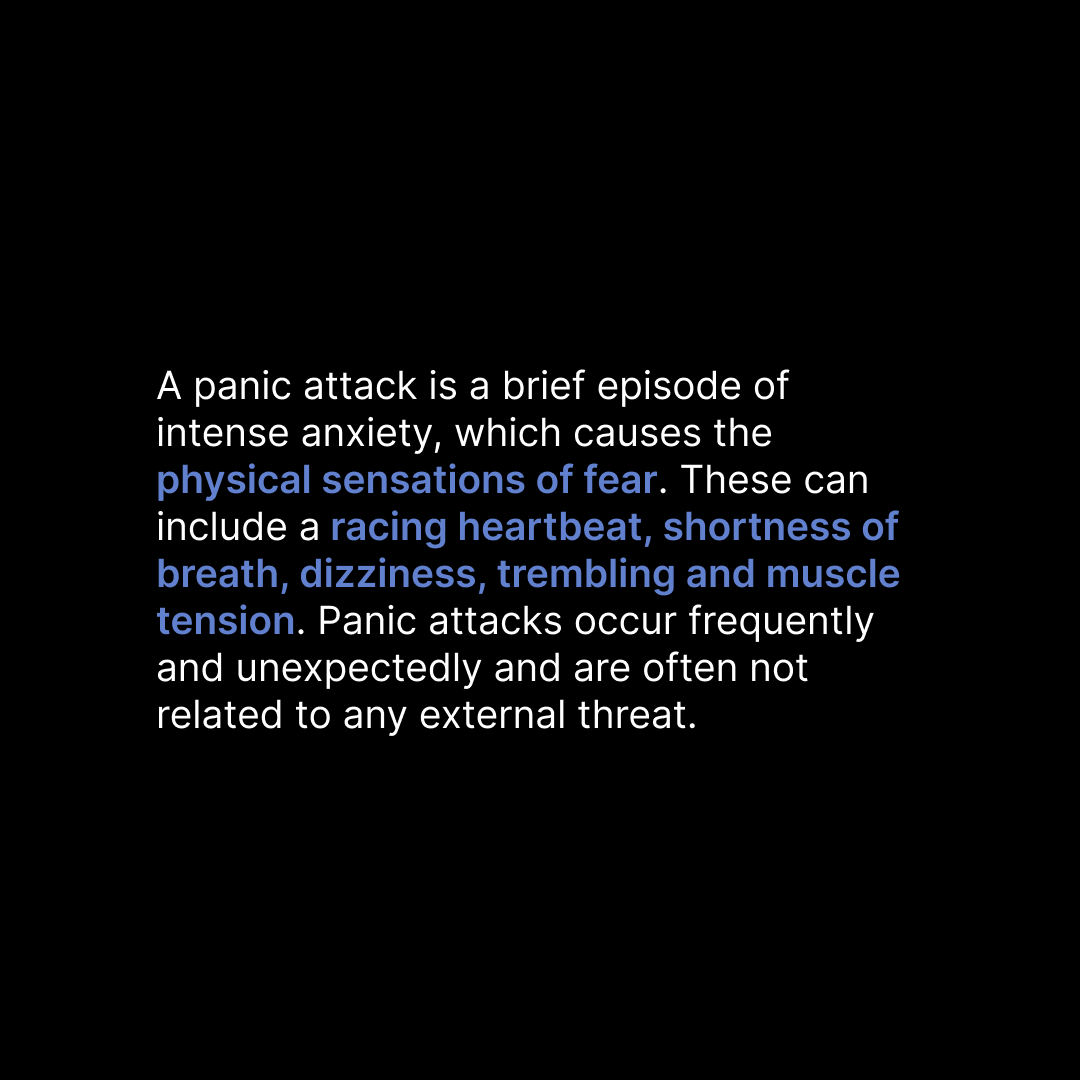 A panic attack is a brief episode of
intense anxiety, which causes the
physical sensations of fear. These can
include a racing heartbeat, shortness of
breath, dizziness, trembling and muscle
tension. Panic attacks occur frequently
and unexpectedly and are often not
related to any external threat.